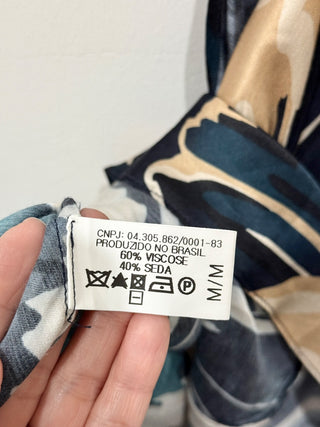 CNPJ: 04.305.862/0001-83
PRODUZIDO NO BRASIL
60% VISCOSE
40% SEDA
P
M/M